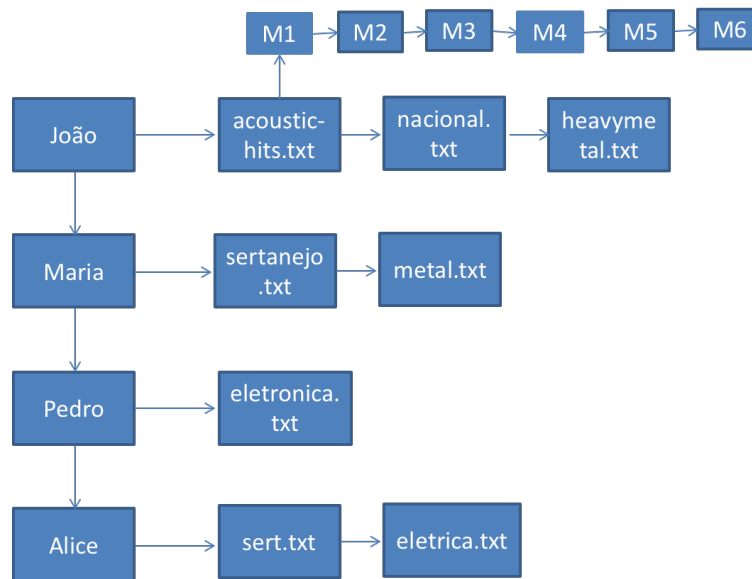 M1 M2 M3 M4 M5 M6
João
acoustic-
hits.txt
nacional.
txt
heavyme
tal.txt
Maria
sertanejo
.txt
metal.txt
Pedro
eletronica.
txt
Alice
sert.txt
eletrica.txt